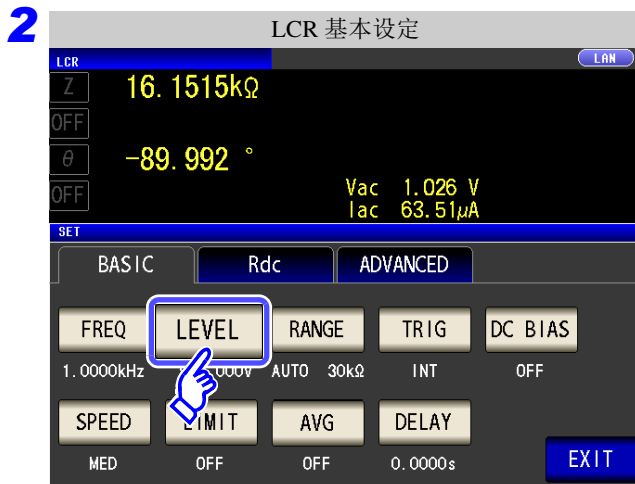 2
LCR 基本设定
LCR
LAN
Z 16.1515kΩ
OFF
θ -89.992 °
OFF
Vac 1.026 V
Iac 63.51μA
SET
BASIC Rdc ADVANCED
FREQ LEVEL RANGE TRIG DC BIAS
1.0000kHz AUTO 30kΩ INT OFF
SPEED LIMIT AVG DELAY
MED OFF OFF 0.0000s
EXIT